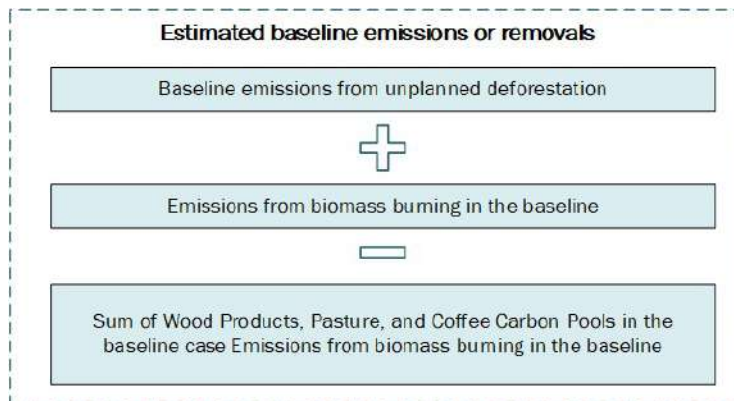 Estimated baseline emissions or removals
Baseline emissions from unplanned deforestation
Emissions from biomass burning in the baseline
Sum of Wood Products, Pasture, and Coffee Carbon Pools in the
baseline case Emissions from biomass burning in the baseline